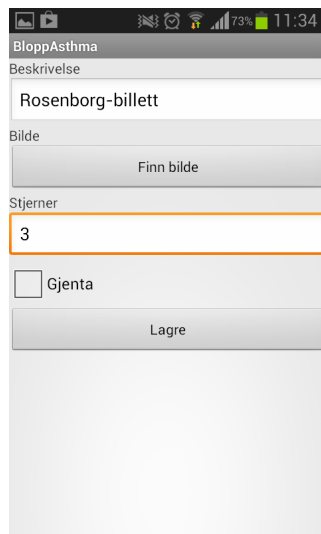 73% 11:34
BloppAsthma
Beskrivelse
Rosenborg-billett
Bilde
Finn bilde
Stjerner
3
Gjenta
Lagre